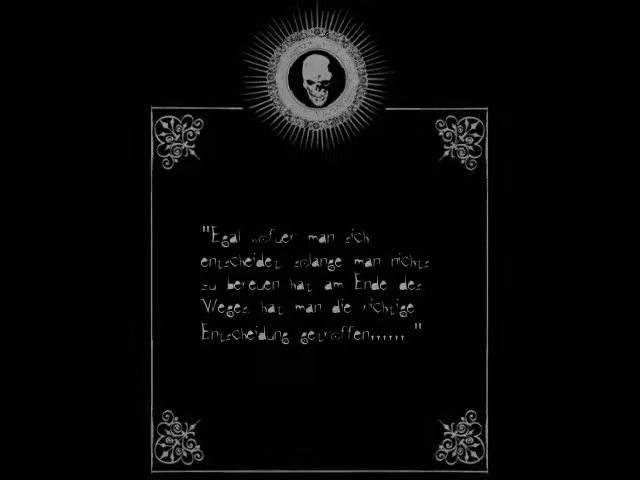 "Egal wofuer man sich
entscheidet, solange man nichts
zu bereuen hat am Ende des
Weges, hat man die richtige
Entscheidung getroffen,,,,,, "